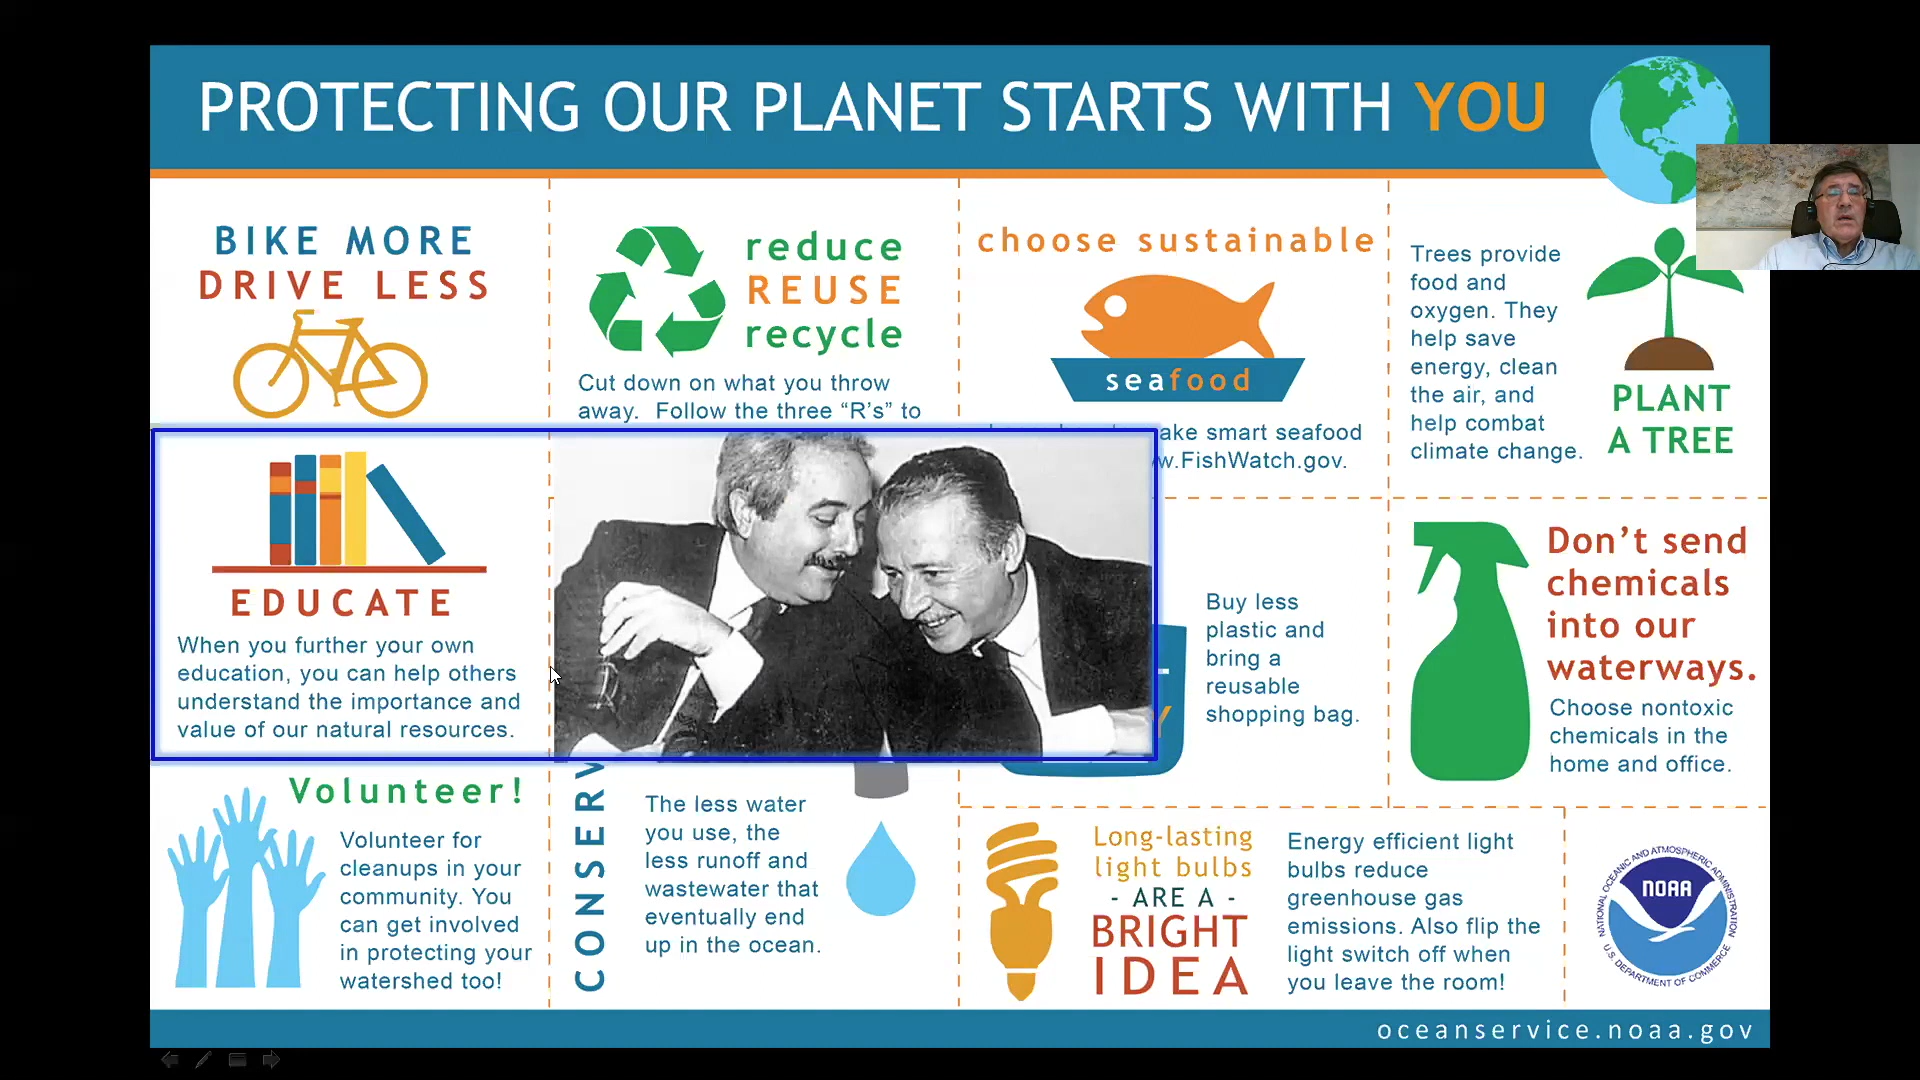 PROTECTING OUR PLANET STARTS WITH YOU
BIKE MORE
DRIVE LESS
reduce
REUSE
recycle
Cut down on what you throw
away. Follow the three “R’s” to
choose sustainable
seafood
ake smart seafood
w.FishWatch.gov.
Trees provide
food and
oxygen. They
help save
energy, clean
the air, and
help combat
climate change.
PLANT
A TREE
EDUCATE
When you further your own
education, you can help others
understand the importance and
value of our natural resources.
Buy less
plastic and
bring a
reusable
shopping bag.
Don’t send
chemicals
into our
waterways.
Choose nontoxic
chemicals in the
home and office.
Volunteer!
Volunteer for
cleanups in your
community. You
can get involved
in protecting your
watershed too!
CONSERV
The less water
you use, the
less runoff and
wastewater that
eventually end
up in the ocean.
Long-lasting
light bulbs
- ARE A -
BRIGHT
IDEA
Energy efficient light
bulbs reduce
greenhouse gas
emissions. Also flip the
light switch off when
you leave the room!
NATIONAL OCEANIC AND ATMOSPHERIC ADMINISTRATION
NOAA
U.S. DEPARTMENT OF COMMERCE
oceanservice.noaa.gov